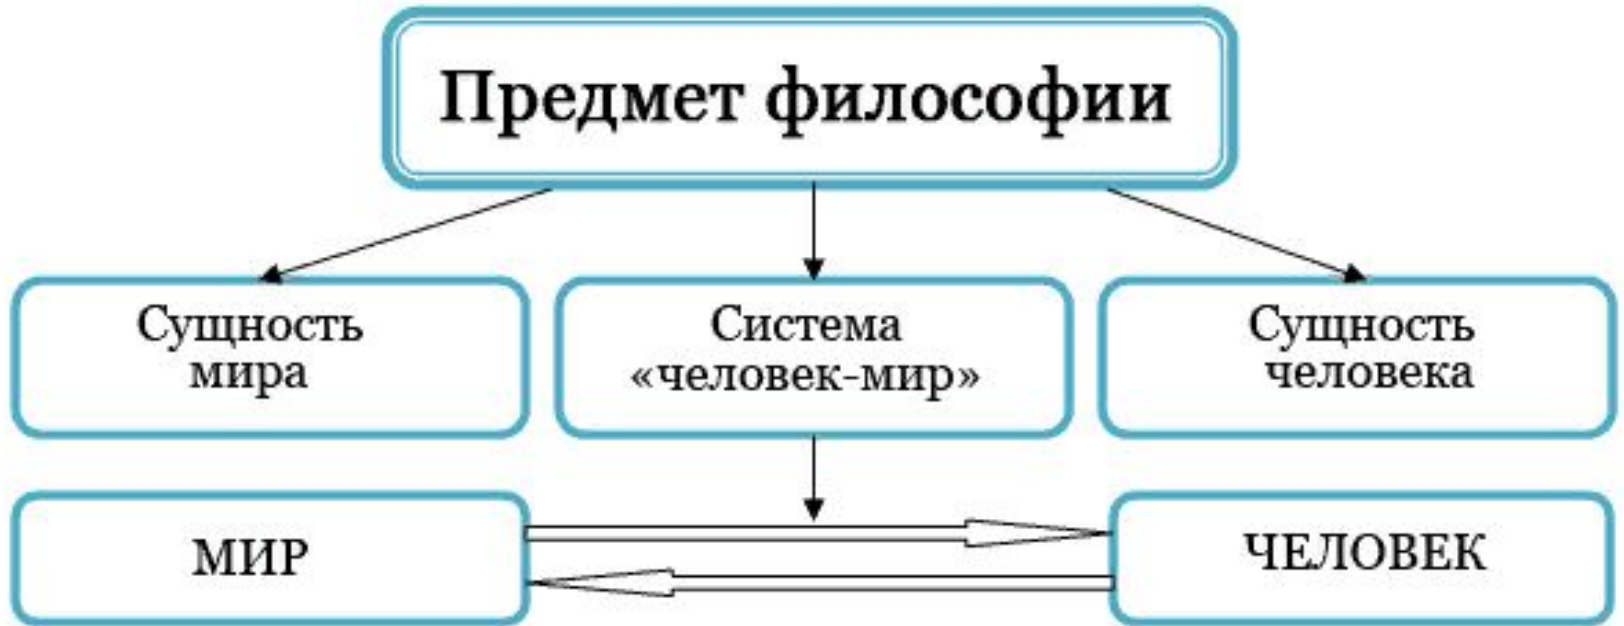 Предмет философии
Сущность
мира
Система
«человек-мир»
Сущность
человека
МИР
ЧЕЛОВЕК